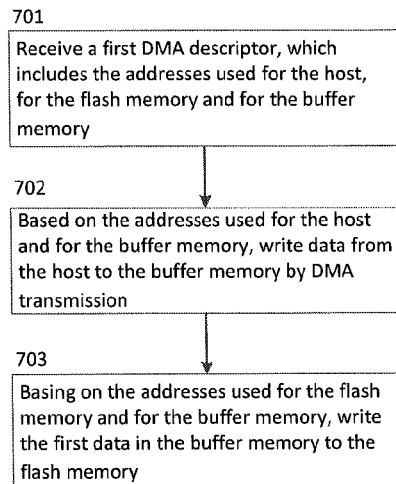 701
Receive a first DMA descriptor, which
includes the addresses used for the host,
for the flash memory and for the buffer
memory
702
Based on the addresses used for the host
and for the buffer memory, write data from
the host to the buffer memory by DMA
transmission
703
Basing on the addresses used for the flash
memory and for the buffer memory, write
the first data in the buffer memory to the
flash memory